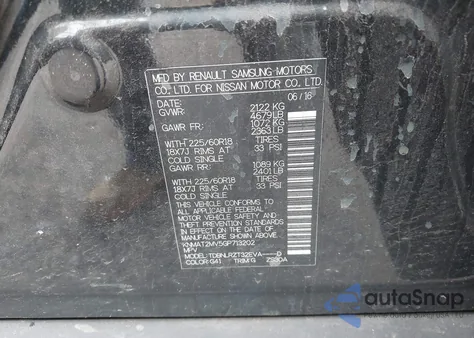 MFD BY RENAULT SAMSUNG MOTORS
CO. LTD. FOR NISSAN MOTOR CO., LTD.
DATE: 06/16
GVWR: 2122 KG
4679 LB
GAWR FR: 1072 KG
2363 LB
WITH 225/60R18 TIRES
18X7J RIMS AT 33 PSI
COLD SINGLE
GAWR RR: 1089 KG
2401 LB
WITH 225/60R18 TIRES
18X7J RIMS AT 33 PSI
COLD SINGLE
THIS VEHICLE CONFORMS TO ALL
APPLICABLE U.S. FEDERAL
MOTOR VEHICLE SAFETY, BUMPER AND
THEFT PREVENTION STANDARDS
IN EFFECT ON THE DATE OF
MANUFACTURE SHOWN ABOVE.
KNMAT2MV5GP713202
MPV
MODEL: TDBNLRZT32EVA----D
COLOR: G41 TRIM: G
autoSnap